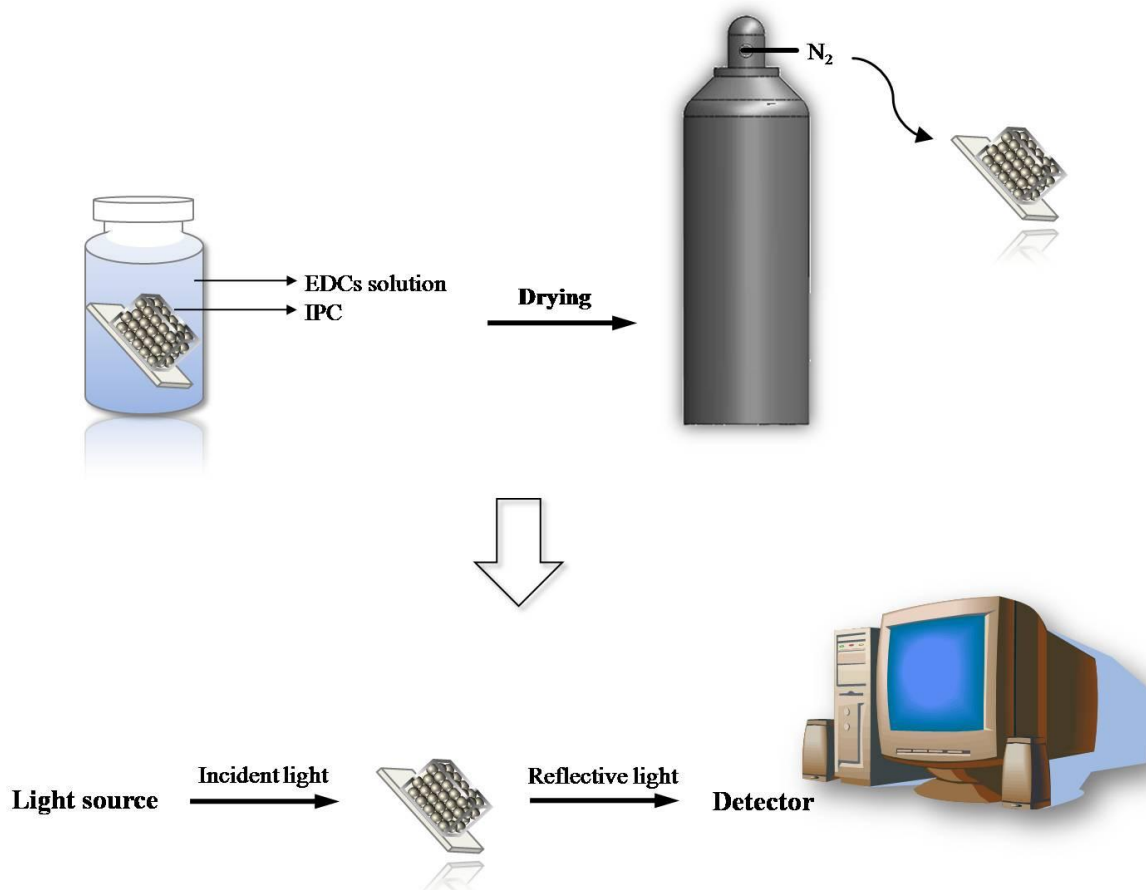 N₂
EDCs solution
IPC
Drying
Incident light
Reflective light
Light source
Detector